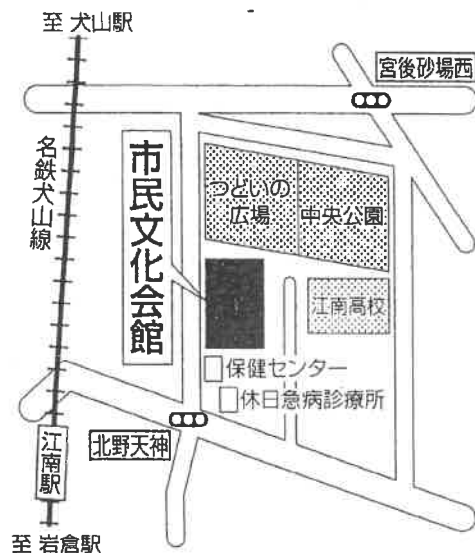 至 犬山駅
宮後砂場西
名鉄犬山線
市民文化会館
つどいの
広場
中央公園
江南高校
保健センター
休日急病診療所
北野天神
江南駅
至 岩倉駅